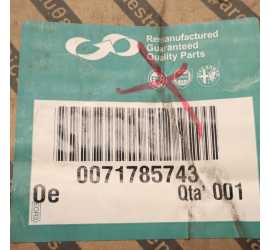 Remanufactured
Guaranteed
Quality Parts
0071785743
Oe
Qta' 001